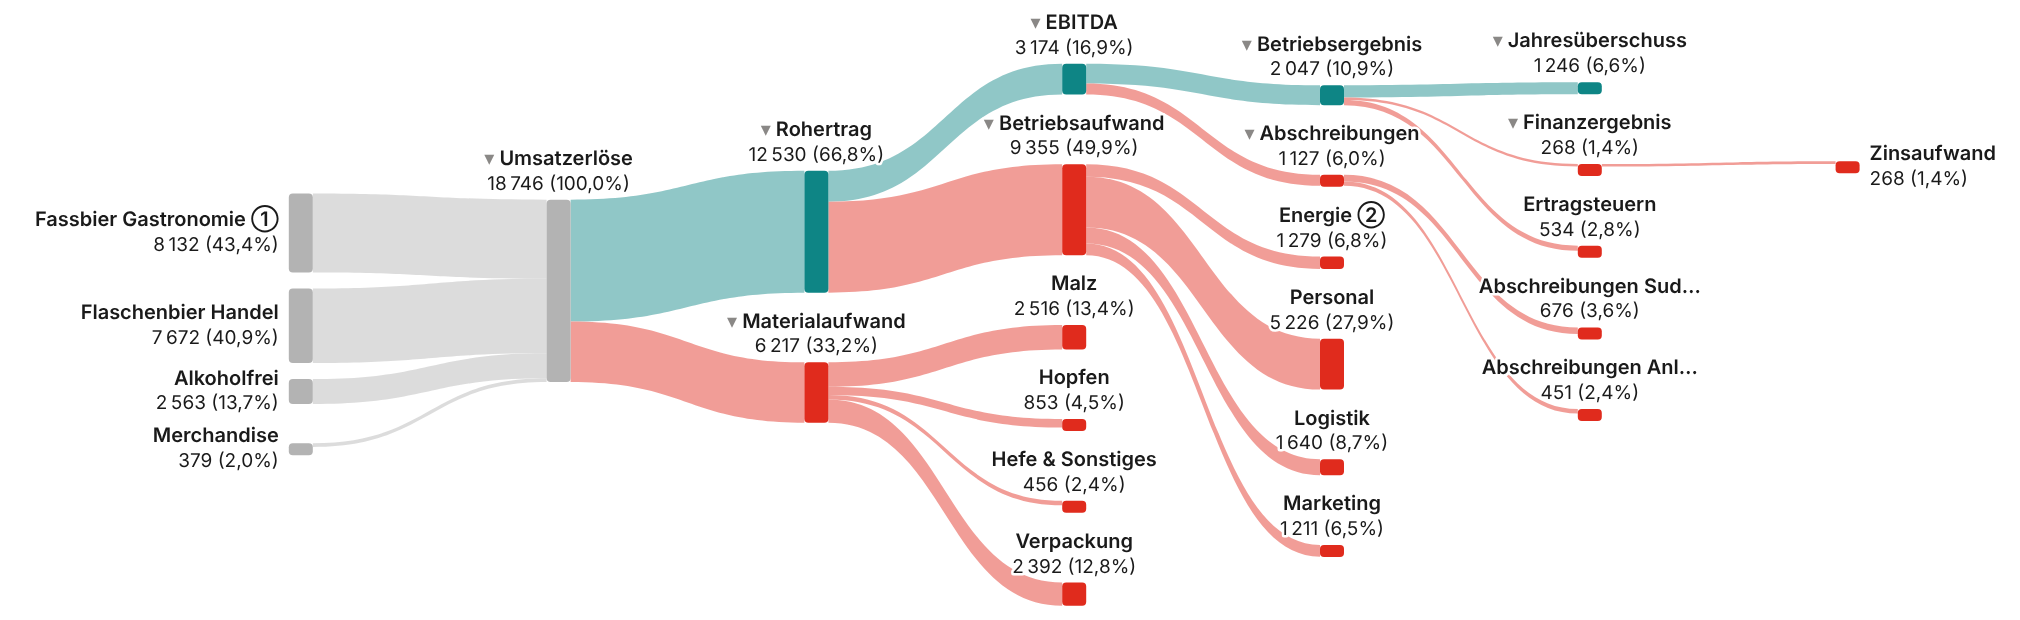 Fassbier Gastronomie ①
8 132 (43,4%)
Flaschenbier Handel
7 672 (40,9%)
Alkoholfrei
2 563 (13,7%)
Merchandise
379 (2,0%)
▼ Umsatzerlöse
18 746 (100,0%)
▼ Rohertrag
12 530 (66,8%)
▼ Materialaufwand
6 217 (33,2%)
▼ EBITDA
3 174 (16,9%)
▼ Betriebsaufwand
9 355 (49,9%)
Malz
2 516 (13,4%)
Hopfen
853 (4,5%)
Hefe & Sonstiges
456 (2,4%)
Verpackung
2 392 (12,8%)
▼ Betriebsergebnis
2 047 (10,9%)
▼ Abschreibungen
1 127 (6,0%)
Energie ②
1 279 (6,8%)
Personal
5 226 (27,9%)
Logistik
1 640 (8,7%)
Marketing
1 211 (6,5%)
▼ Jahresüberschuss
1 246 (6,6%)
▼ Finanzergebnis
268 (1,4%)
Ertragsteuern
534 (2,8%)
Abschreibungen Sud...
676 (3,6%)
Abschreibungen Anl...
451 (2,4%)
Zinsaufwand
268 (1,4%)